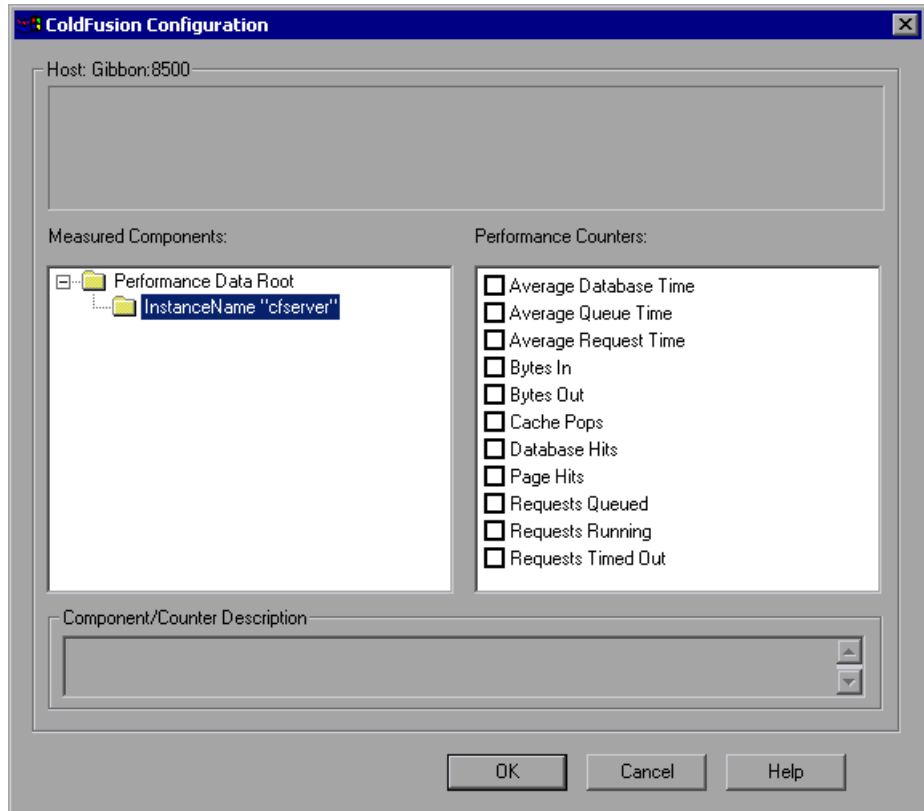 ColdFusion Configuration
Host: Gibbon:8500
Measured Components:
Performance Counters:
Performance Data Root
InstanceName "cfserver"
Average Database Time
Average Queue Time
Average Request Time
Bytes In
Bytes Out
Cache Pops
Database Hits
Page Hits
Requests Queued
Requests Running
Requests Timed Out
Component/Counter Description
OK
Cancel
Help